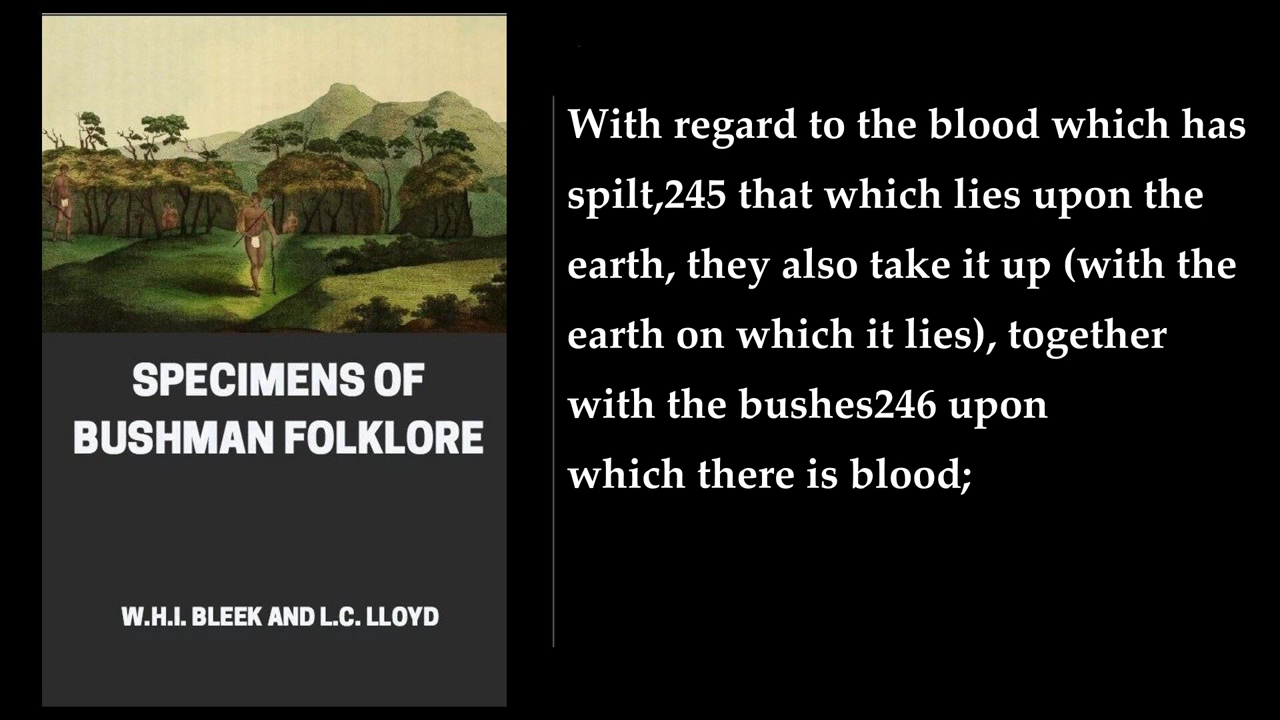 SPECIMENS OF
BUSHMAN FOLKLORE
W.H.I. BLEEK AND L.C. LLOYD
With regard to the blood which has
spilt,245 that which lies upon the
earth, they also take it up (with the
earth on which it lies), together
with the bushes246 upon
which there is blood;